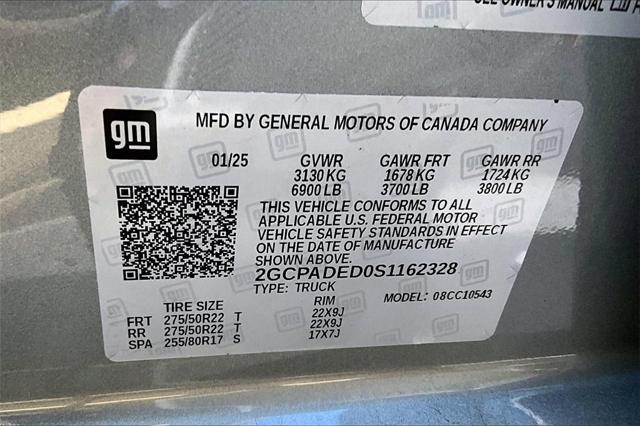 SEE OWNER'S MANUAL
gm
MFD BY GENERAL MOTORS OF CANADA COMPANY
01/25 GVWR GAWR FRT GAWR RR
3130 KG 1678 KG 1724 KG
6900 LB 3700 LB 3800 LB
THIS VEHICLE CONFORMS TO ALL
APPLICABLE U.S. FEDERAL MOTOR
VEHICLE SAFETY STANDARDS IN EFFECT
ON THE DATE OF MANUFACTURE
SHOWN ABOVE.
2GCPADED0S1162328
TYPE: TRUCK MODEL: 08CC10543
TIRE SIZE RIM
FRT 275/50R22 T 22X9J
RR 275/50R22 T 22X9J
SPA 255/80R17 S 17X7J